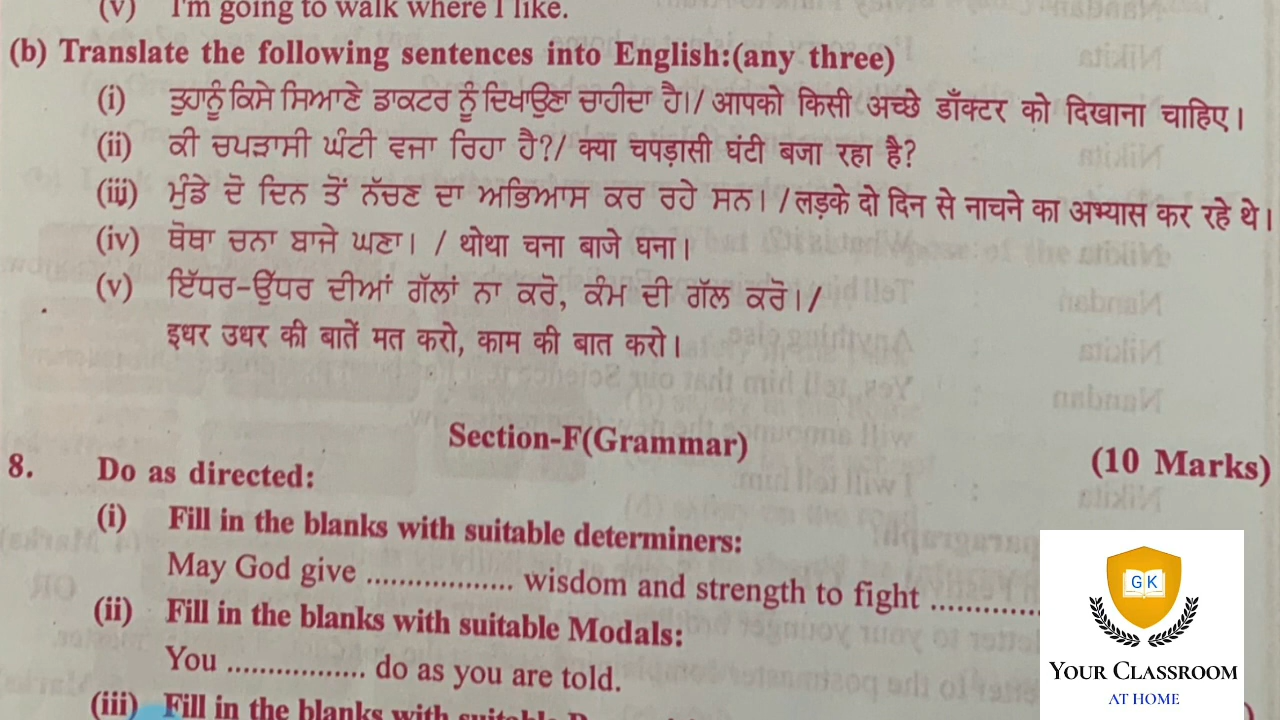 (v) I'm going to walk where I like.
(b) Translate the following sentences into English:(any three)
(i) ਤੁਹਾਨੂੰ ਕਿਸੇ ਸਿਆਣੇ ਡਾਕਟਰ ਨੂੰ ਦਿਖਾਉਣਾ ਚਾਹੀਦਾ ਹੈ।/ आपको किसी अच्छे डॉक्टर को दिखाना चाहिए।
(ii) ਕੀ ਚਪੜਾਸੀ ਘੰਟੀ ਵਜਾ ਰਿਹਾ ਹੈ?/ क्या चपड़ासी घंटी बजा रहा है?
(iii) ਮੁੰਡੇ ਦੋ ਦਿਨ ਤੋਂ ਨਚਣ ਦਾ ਅਭਿਆਸ ਕਰ ਰਹੇ ਸਨ। / लड़के दो दिन से नाचने का अभ्यास कर रहे थे।
(iv) ਥੋਥਾ ਚਨਾ ਬਾਜੇ ਘਣਾ। / थोथा चना बाजे घना।
(v) ਇੱਧਰ-ਉੱਧਰ ਦੀਆਂ ਗੱਲਾਂ ਨਾ ਕਰੋ, ਕੰਮ ਦੀ ਗੱਲ ਕਰੋ। /
इधर उधर की बातें मत करो, काम की बात करो।
Section-F(Grammar)
(10 Marks)
8. Do as directed:
(i) Fill in the blanks with suitable determiners:
May God give ................. wisdom and strength to fight ............
(ii) Fill in the blanks with suitable Modals:
You ................ do as you are told.
(iii) Fill in the blanks with suitable
G K
YOUR CLASSROOM
AT HOME